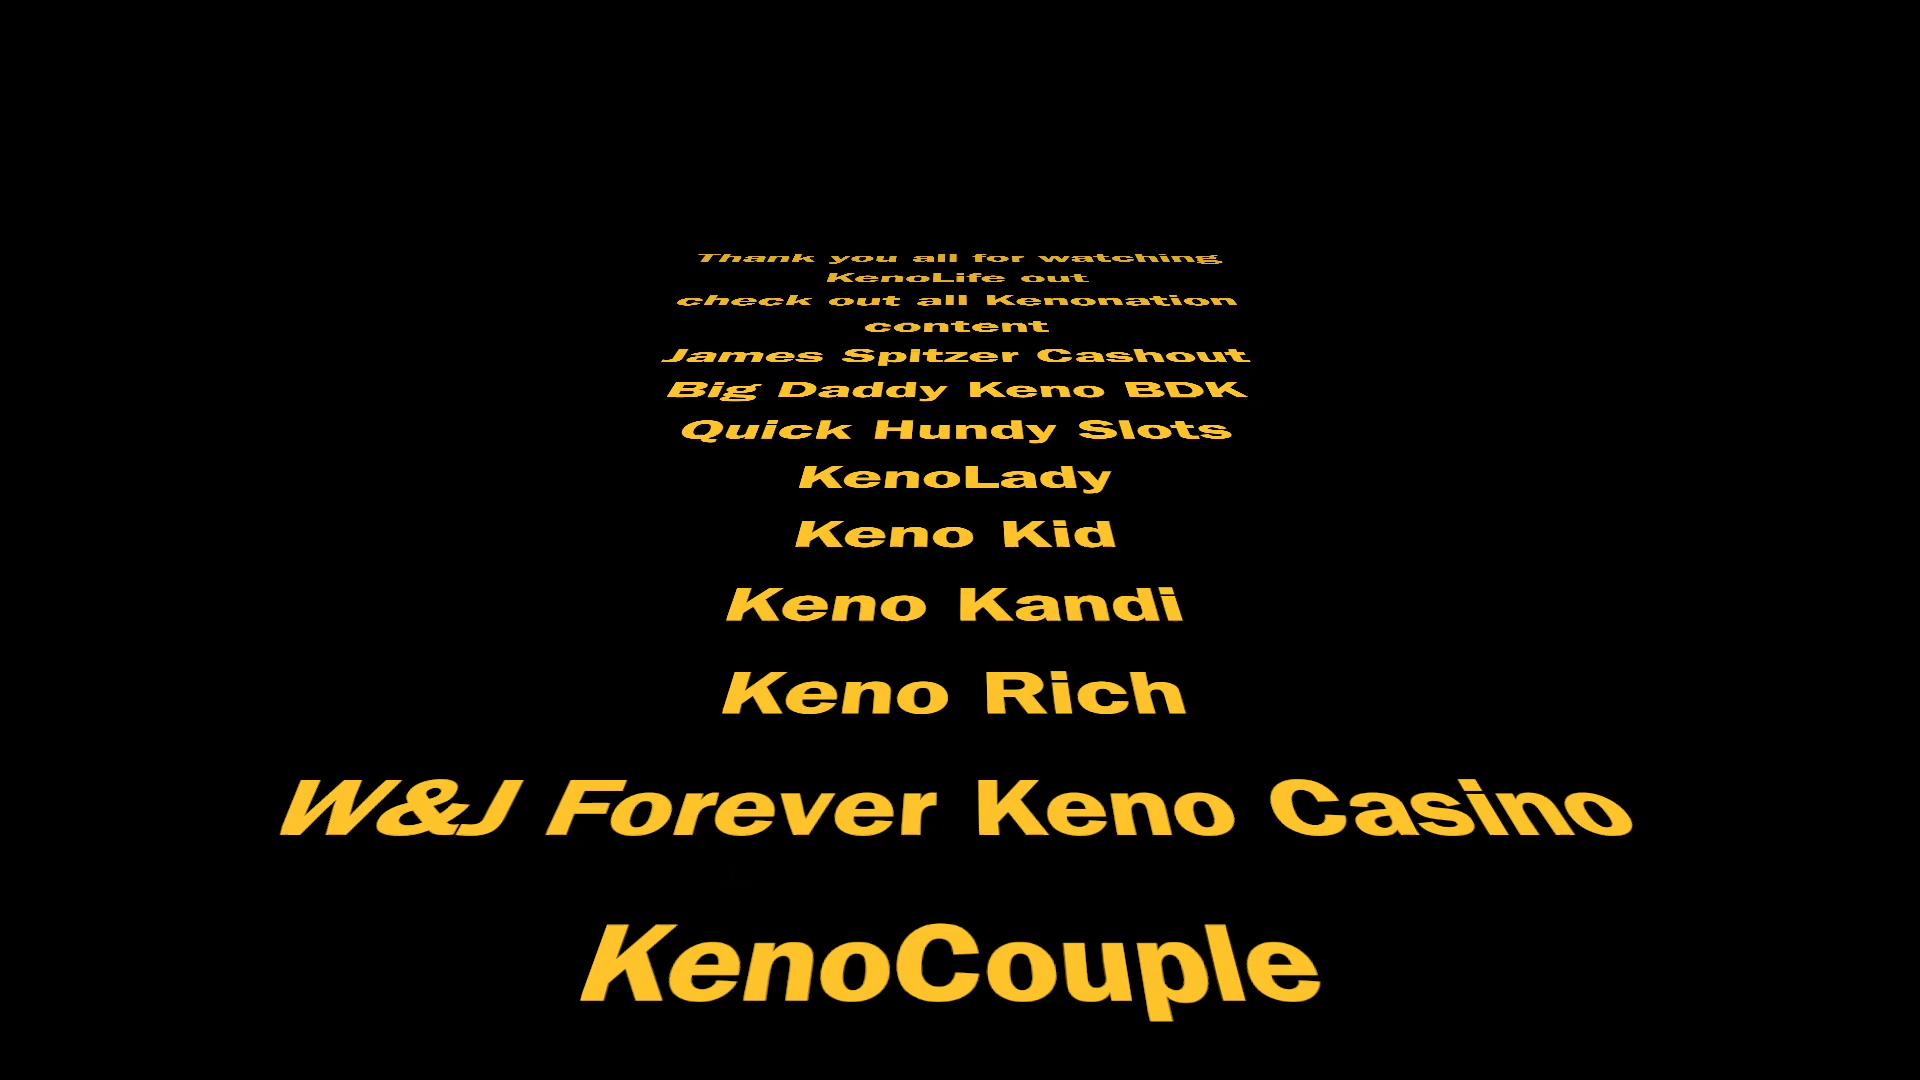 Thank you all for watching
KenoLife out
check out all Kenonation
content
James Spitzer Cashout
Big Daddy Keno BDK
Quick Hundy Slots
KenoLady
Keno Kid
Keno Kandi
Keno Rich
W&J Forever Keno Casino
KenoCouple